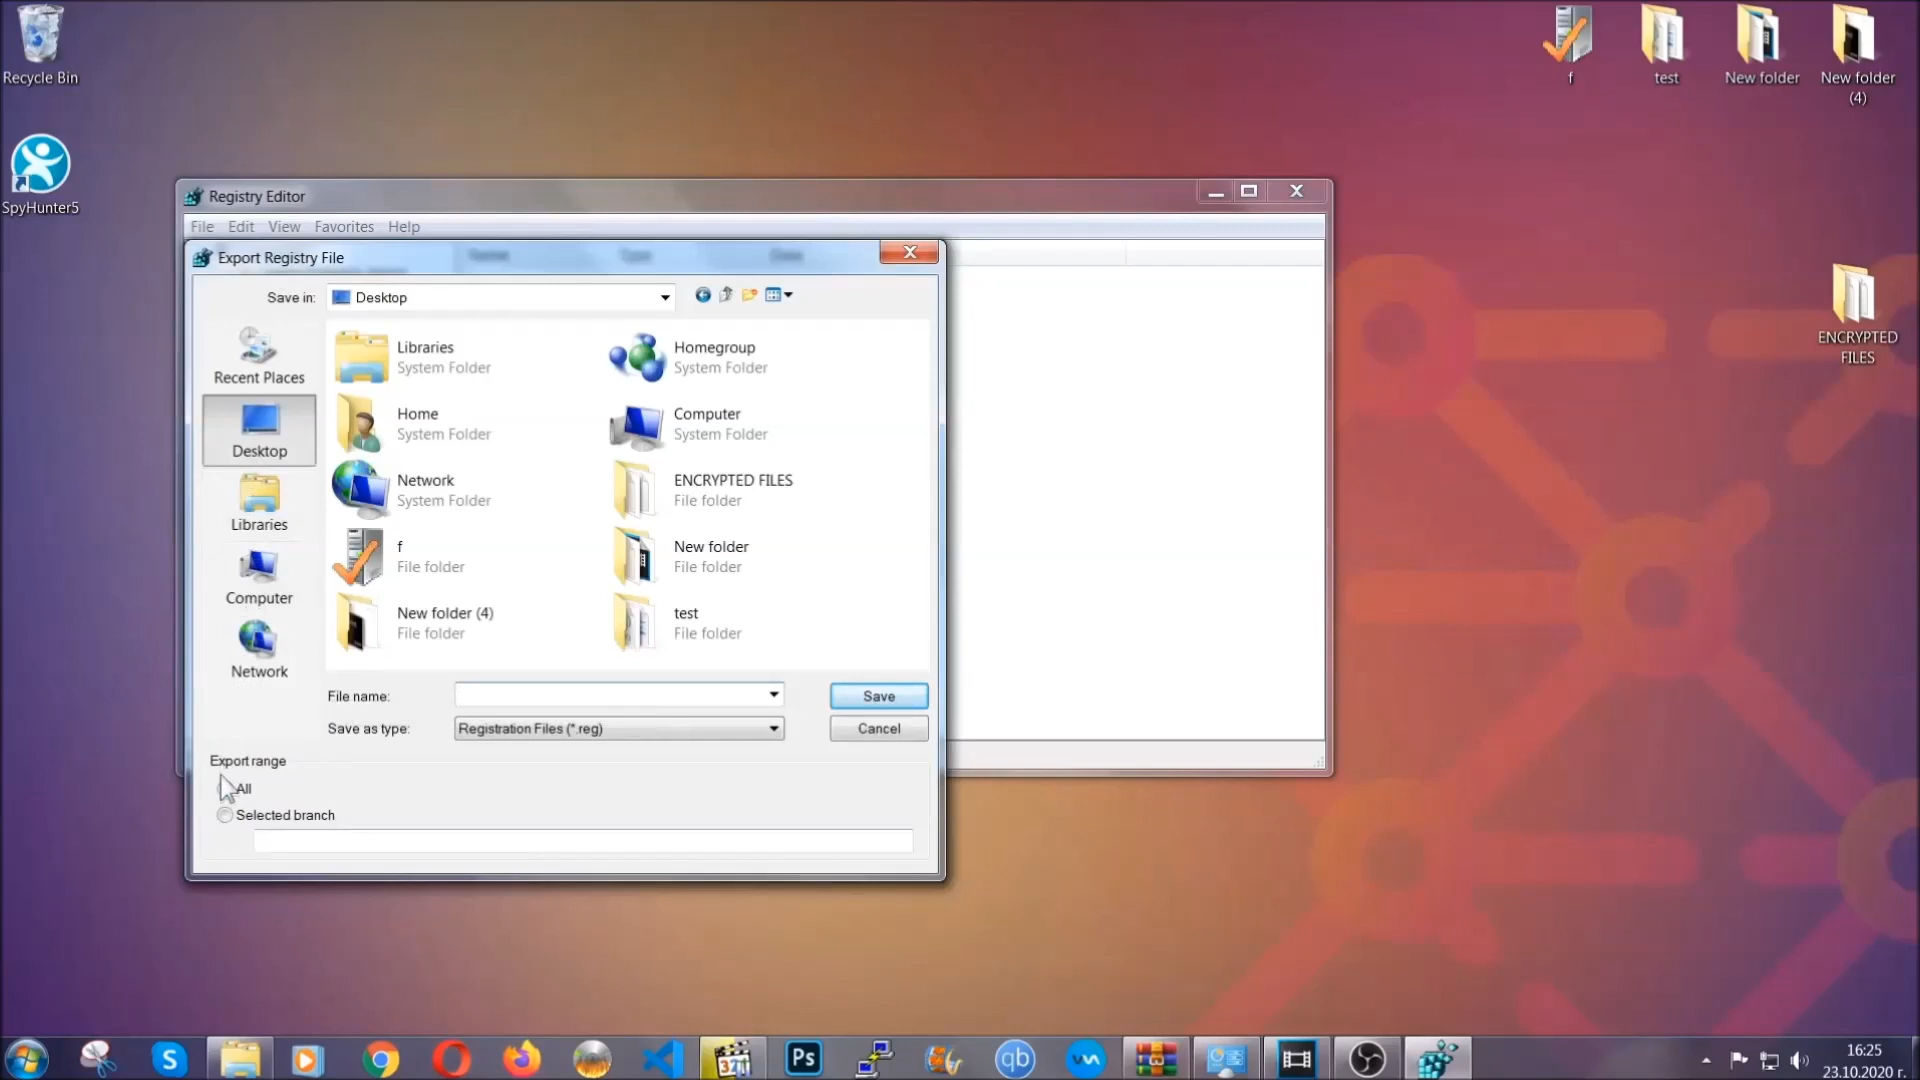 Recycle Bin
SpyHunter5
f
test
New folder
New folder
(4)
ENCRYPTED
FILES
Registry Editor
File Edit View Favorites Help
Export Registry File
Save in:
Desktop
Recent Places
Desktop
Libraries
Computer
Network
Libraries
System Folder
Homegroup
System Folder
Home
System Folder
Computer
System Folder
Network
System Folder
ENCRYPTED FILES
File folder
f
File folder
New folder
File folder
New folder (4)
File folder
test
File folder
File name:
Save
Save as type:
Registration Files (*.reg)
Cancel
Export range
All
Selected branch
S
321
Ps
qb
16:25
23.10.2020 г.